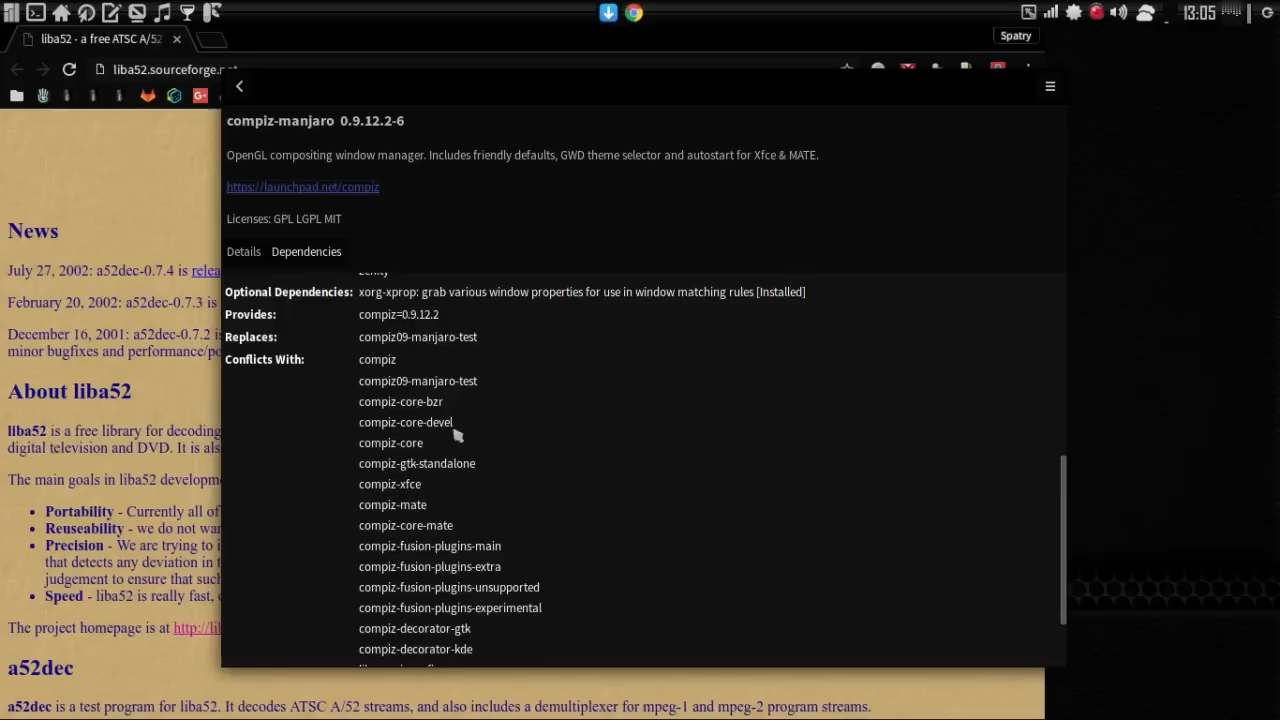 13:05
liba52 - a free ATSC A/52
Spatry
liba52.sourceforge.net
compiz-manjaro 0.9.12.2-6
OpenGL compositing window manager. Includes friendly defaults, GWD theme selector and autostart for Xfce & MATE.
https://launchpad.net/compiz
Licenses: GPL LGPL MIT
Details Dependencies
zenity
Optional Dependencies: xorg-xprop: grab various window properties for use in window matching rules [Installed]
Provides: compiz=0.9.12.2
Replaces: compiz09-manjaro-test
Conflicts With: compiz
compiz09-manjaro-test
compiz-core-bzr
compiz-core-devel
compiz-core
compiz-gtk-standalone
compiz-xfce
compiz-mate
compiz-core-mate
compiz-fusion-plugins-main
compiz-fusion-plugins-extra
compiz-fusion-plugins-unsupported
compiz-fusion-plugins-experimental
compiz-decorator-gtk
compiz-decorator-kde
News
July 27, 2002: a52dec-0.7.4 is relea
February 20, 2002: a52dec-0.7.3 is
December 16, 2001: a52dec-0.7.2 is
minor bugfixes and performance/po
About liba52
liba52 is a free library for decoding
digital television and DVD. It is als
The main goals in liba52 developm
Portability - Currently all of
Reuseability - we do not wan
Precision - We are trying to i
that detects any deviation in t
judgement to ensure that such
Speed - liba52 is really fast,
The project homepage is at http://lil
a52dec
a52dec is a test program for liba52. It decodes ATSC A/52 streams, and also includes a demultiplexer for mpeg-1 and mpeg-2 program streams.